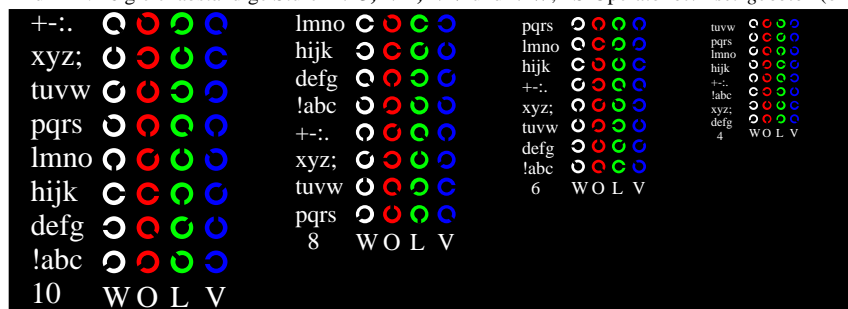 +-:.
xyz;
tuvw
pqrs
lmno
hijk
defg
!abc
10 W O L V
lmno
hijk
defg
!abc
+-:.
xyz;
tuvw
pqrs
8 W O L V
pqrs
lmno
hijk
+-:.
xyz;
tuvw
defg
!abc
6 W O L V
tuvw
pqrs
lmno
hijk
+-:.
!abc
xyz;
defg
4 W O L V